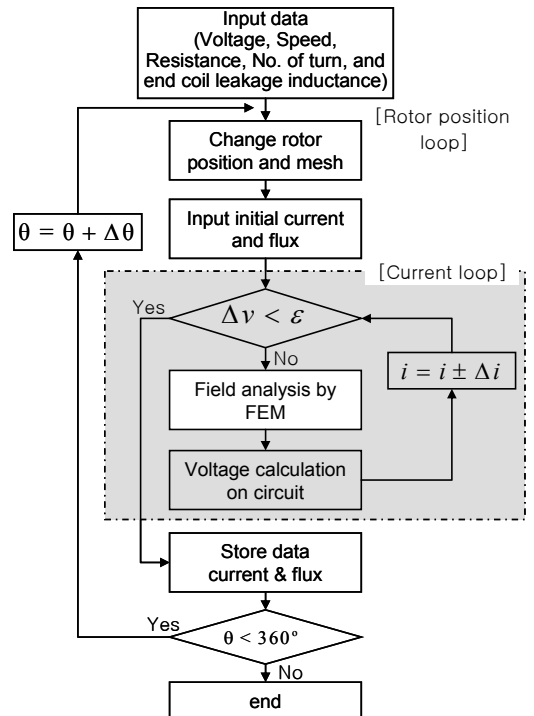 Input data
(Voltage, Speed,
Resistance, No. of turn, and
end coil leakage inductance)
[Rotor position
loop]
Change rotor
position and mesh
θ = θ + Δθ
Input initial current
and flux
[Current loop]
Yes
Δv < ε
No
i = i ± Δi
Field analysis by
FEM
Voltage calculation
on circuit
Store data
current & flux
Yes
θ < 360°
No
end